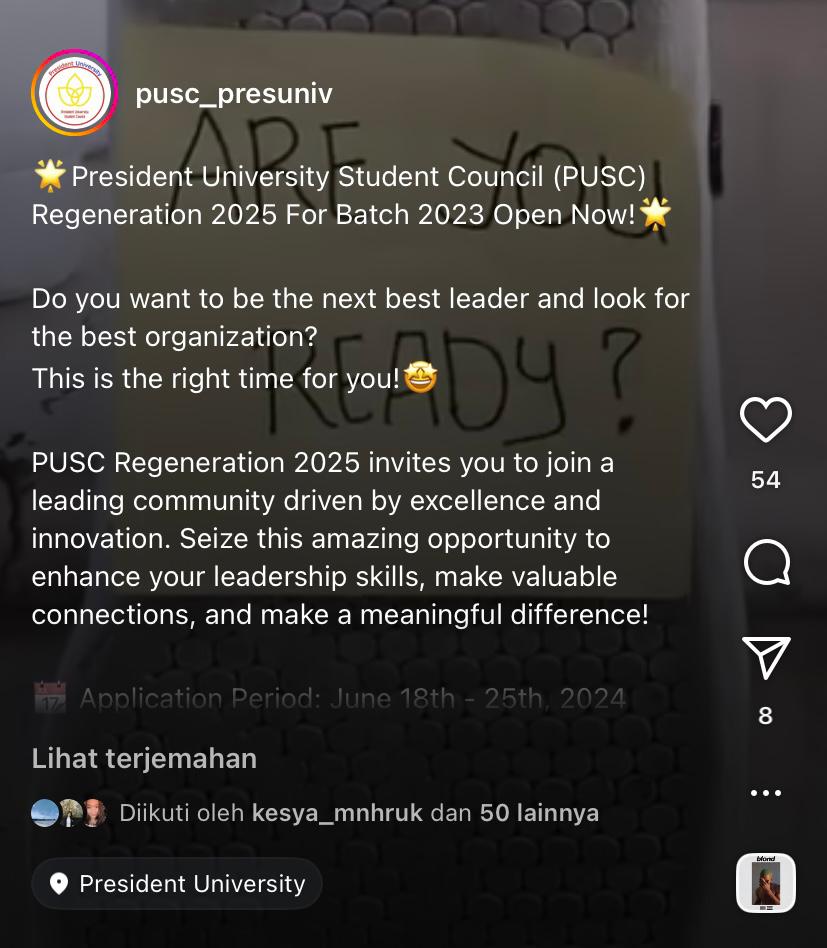 President University
pusc_presuniv
ARE YOU
READY?
🌟President University Student Council (PUSC)
Regeneration 2025 For Batch 2023 Open Now!🌟
Do you want to be the next best leader and look for
the best organization?
This is the right time for you!🤩
PUSC Regeneration 2025 invites you to join a
leading community driven by excellence and
innovation. Seize this amazing opportunity to
enhance your leadership skills, make valuable
connections, and make a meaningful difference!
📅 Application Period: June 18th - 25th, 2024
Lihat terjemahan
Diikuti oleh kesya_mnhruk dan 50 lainnya
President University
54
8
blond